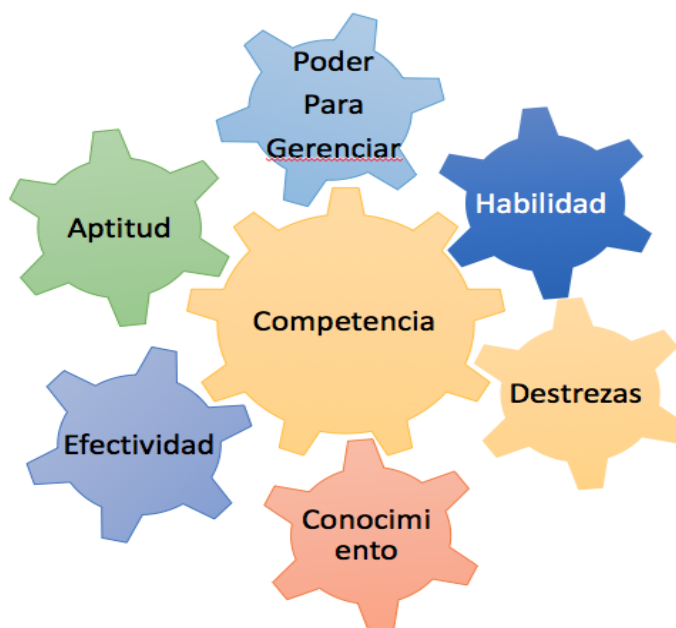 Poder
Para
Gerenciar
Habilidad
Aptitud
Competencia
Destrezas
Efectividad
Conocimi
ento